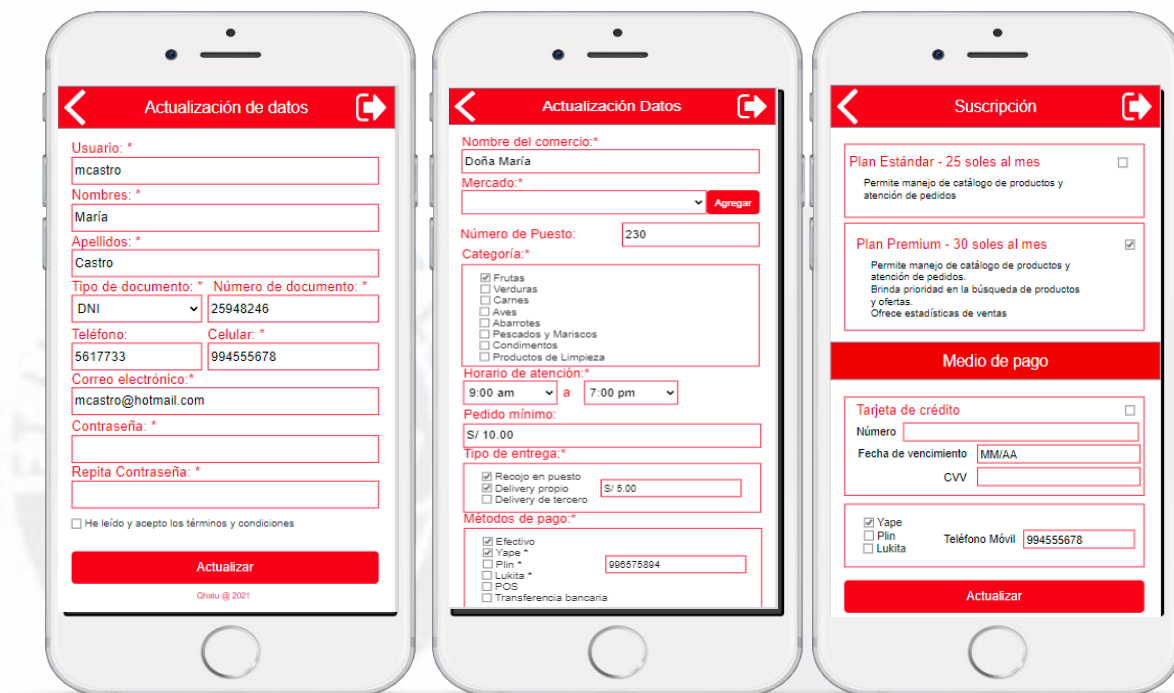 Actualización de datos
Usuario: *
mcastro
Nombres: *
María
Apellidos: *
Castro
Tipo de documento: * Número de documento: *
DNI 25948246
Teléfono: Celular: *
5617733 994555678
Correo electrónico:*
mcastro@hotmail.com
Contraseña: *
Repita Contraseña: *
He leído y acepto los términos y condiciones
Actualizar
Qhatu @ 2021
Actualización Datos
Nombre del comercio:*
Doña María
Mercado:*
Agregar
Número de Puesto: 230
Categoría:*
Frutas
Verduras
Carnes
Aves
Abarrotes
Pescados y Mariscos
Condimentos
Productos de Limpieza
Horario de atención:*
9:00 am a 7:00 pm
Pedido mínimo:
S/ 10.00
Tipo de entrega:*
Recojo en puesto
Delivery propio S/ 5.00
Delivery de tercero
Métodos de pago:*
Efectivo
Yape *
Plin * 996575894
Lukita *
POS
Transferencia bancaria
Suscripción
Plan Estándar - 25 soles al mes
Permite manejo de catálogo de productos y
atención de pedidos
Plan Premium - 30 soles al mes
Permite manejo de catálogo de productos y
atención de pedidos.
Brinda prioridad en la búsqueda de productos
y ofertas.
Ofrece estadísticas de ventas
Medio de pago
Tarjeta de crédito
Número
Fecha de vencimiento MM/AA
CVV
Yape
Plin Teléfono Móvil 994555678
Lukita
Actualizar